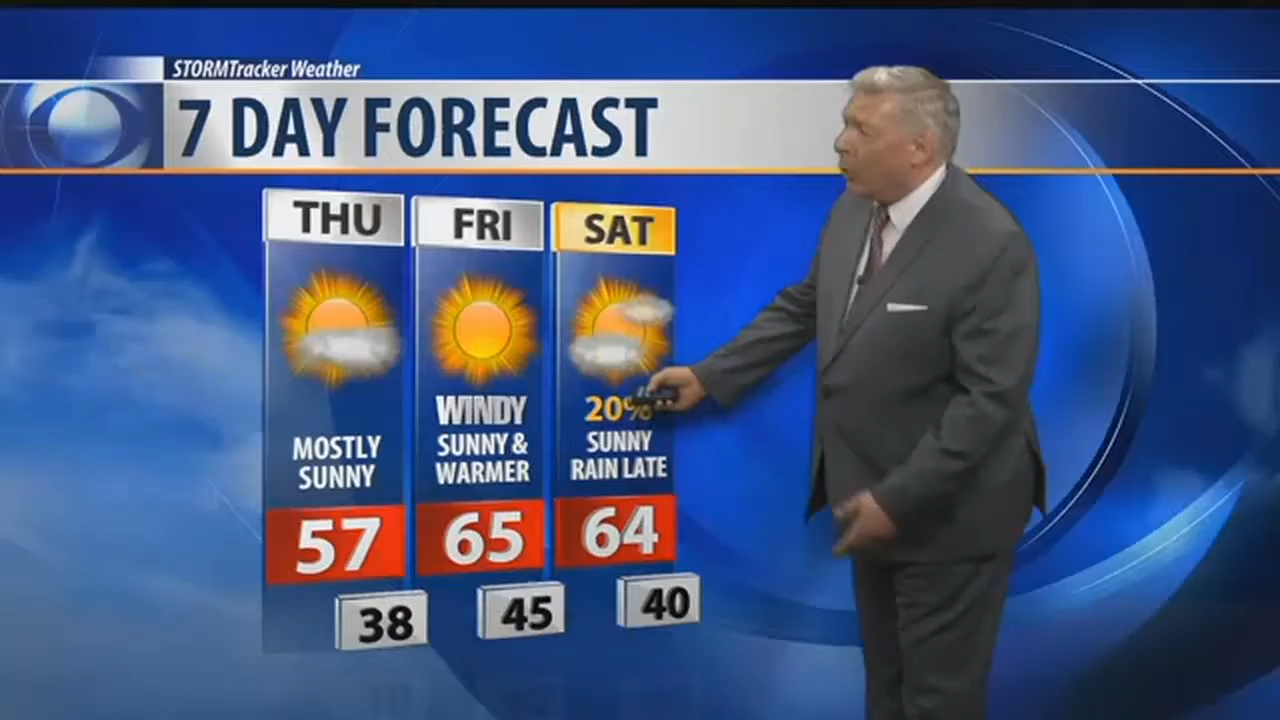 STORMTracker Weather
7 DAY FORECAST
THU
MOSTLY
SUNNY
57
38
FRI
WINDY
SUNNY &
WARMER
65
45
SAT
20%
SUNNY
RAIN LATE
64
40